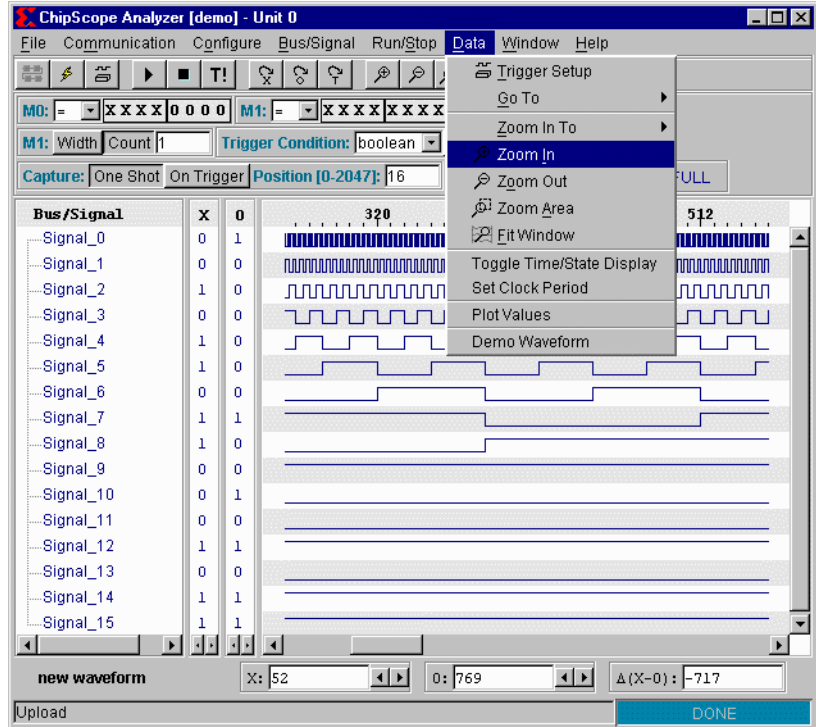 ChipScope Analyzer [demo] - Unit 0
File Communication Configure Bus/Signal Run/Stop Data Window Help
T!
Trigger Setup
Go To
Zoom In To
Zoom In
Zoom Out
Zoom Area
Fit Window
Toggle Time/State Display
Set Clock Period
Plot Values
Demo Waveform
M0: = X X X X 0 0 0 0 M1: = X X X X X X X X
M1: Width Count 1 Trigger Condition: boolean
Capture: One Shot On Trigger Position [0-2047]: 16 FULL
Bus/Signal X 0 320 512
Signal_0 0 1
Signal_1 0 0
Signal_2 1 0
Signal_3 0 0
Signal_4 1 0
Signal_5 1 0
Signal_6 0 0
Signal_7 1 1
Signal_8 1 0
Signal_9 0 0
Signal_10 0 1
Signal_11 0 0
Signal_12 1 1
Signal_13 0 0
Signal_14 1 1
Signal_15 1 1
new waveform X: 52 0: 769 Δ(X-0): -717
Upload DONE